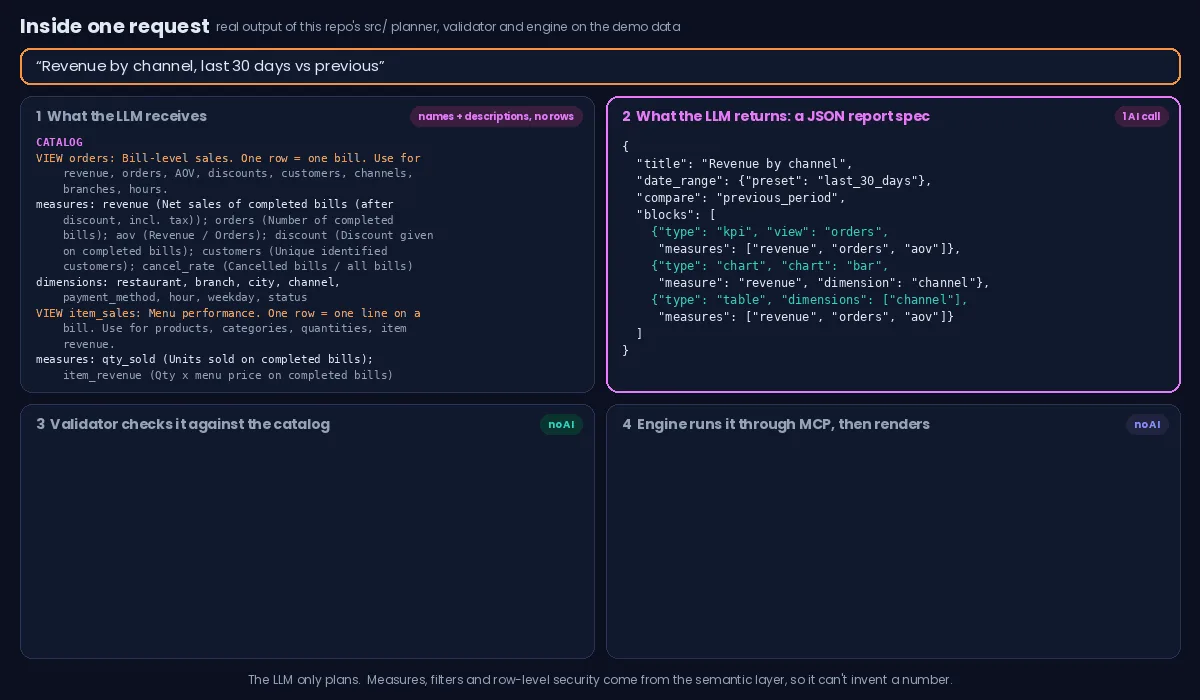 Inside one request real output of this repo's src/ planner, validator and engine on the demo data
“Revenue by channel, last 30 days vs previous”
1 What the LLM receives
names + descriptions, no rows
CATALOG
VIEW orders: Bill-level sales. One row = one bill. Use for
revenue, orders, AOV, discounts, customers, channels,
branches, hours.
measures: revenue (Net sales of completed bills (after
discount, incl. tax)); orders (Number of completed
bills); aov (Revenue / Orders); discount (Discount given
on completed bills); customers (Unique identified
customers); cancel_rate (Cancelled bills / all bills)
dimensions: restaurant, branch, city, channel,
payment_method, hour, weekday, status
VIEW item_sales: Menu performance. One row = one line on a
bill. Use for products, categories, quantities, item
revenue.
measures: qty_sold (Units sold on completed bills);
item_revenue (Qty x menu price on completed bills)
2 What the LLM returns: a JSON report spec
1 AI call
{
"title": "Revenue by channel",
"date_range": {"preset": "last_30_days"},
"compare": "previous_period",
"blocks": [
{"type": "kpi", "view": "orders",
"measures": ["revenue", "orders", "aov"]},
{"type": "chart", "chart": "bar",
"measure": "revenue", "dimension": "channel"},
{"type": "table", "dimensions": ["channel"],
"measures": ["revenue", "orders", "aov"]}
]
}
3 Validator checks it against the catalog
no AI
4 Engine runs it through MCP, then renders
no AI
The LLM only plans. Measures, filters and row-level security come from the semantic layer, so it can't invent a number.